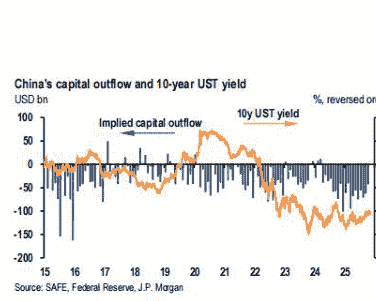 China's capital outflow and 10-year UST yield
USD bn
%, reversed or
Implied capital outflow
10y UST yield
100
50
0
-50
-100
-150
-200
15 16 17 18 19 20 21 22 23 24 25
Source: SAFE, Federal Reserve, J.P. Morgan